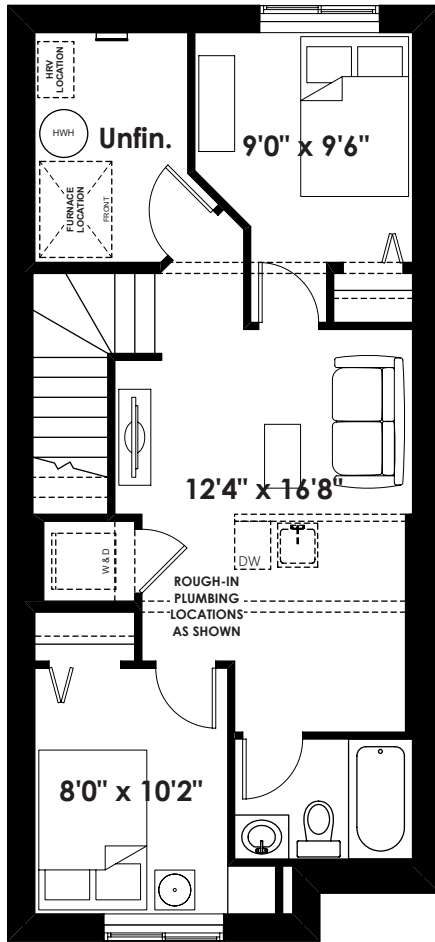 HRV
LOCATION
HWH
Unfin.
9'0" x 9'6"
FURNACE
LOCATION
FRONT
12'4" x 16'8"
DW
W & D
ROUGH-IN
PLUMBING
LOCATIONS
AS SHOWN
8'0" x 10'2"